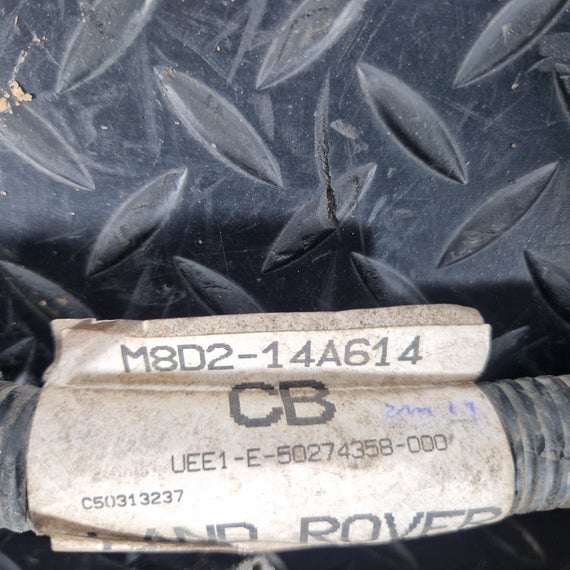 M8D2-14A614
CB
UEE1-E-50274358-000
C50313237
LAND ROVER